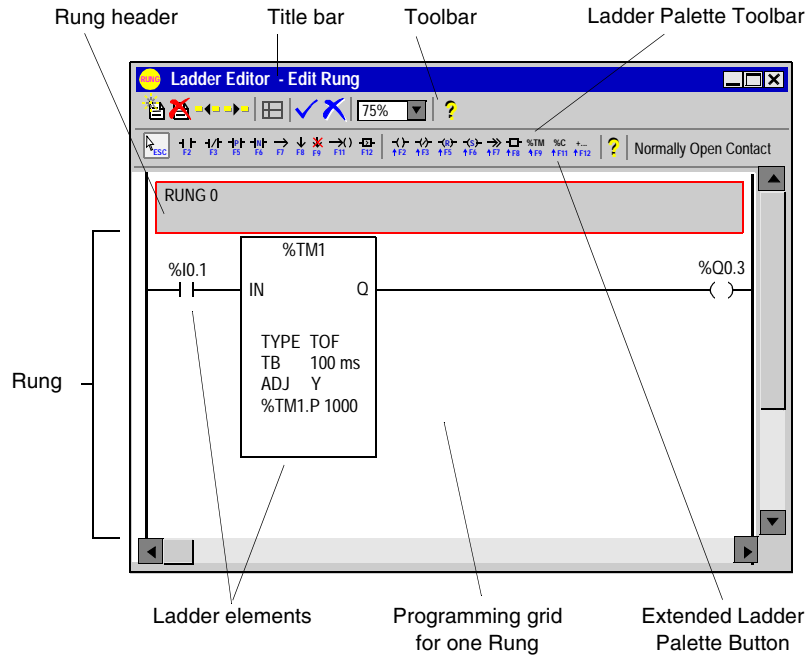 Rung header
Title bar
Toolbar
Ladder Palette Toolbar
RUNG
Ladder Editor - Edit Rung
75%
?
ESC
F2
F3
P
F5
N
F6
F7
F8
F9
F11
F12
F2
F3
R
F5
S
F6
F7
F8
%TM
F9
%C
F11
+...
F12
?
Normally Open Contact
RUNG 0
%TM1
%I0.1
%Q0.3
IN
Q
TYPE TOF
TB 100 ms
ADJ Y
%TM1.P 1000
Rung
Ladder elements
Programming grid
for one Rung
Extended Ladder
Palette Button